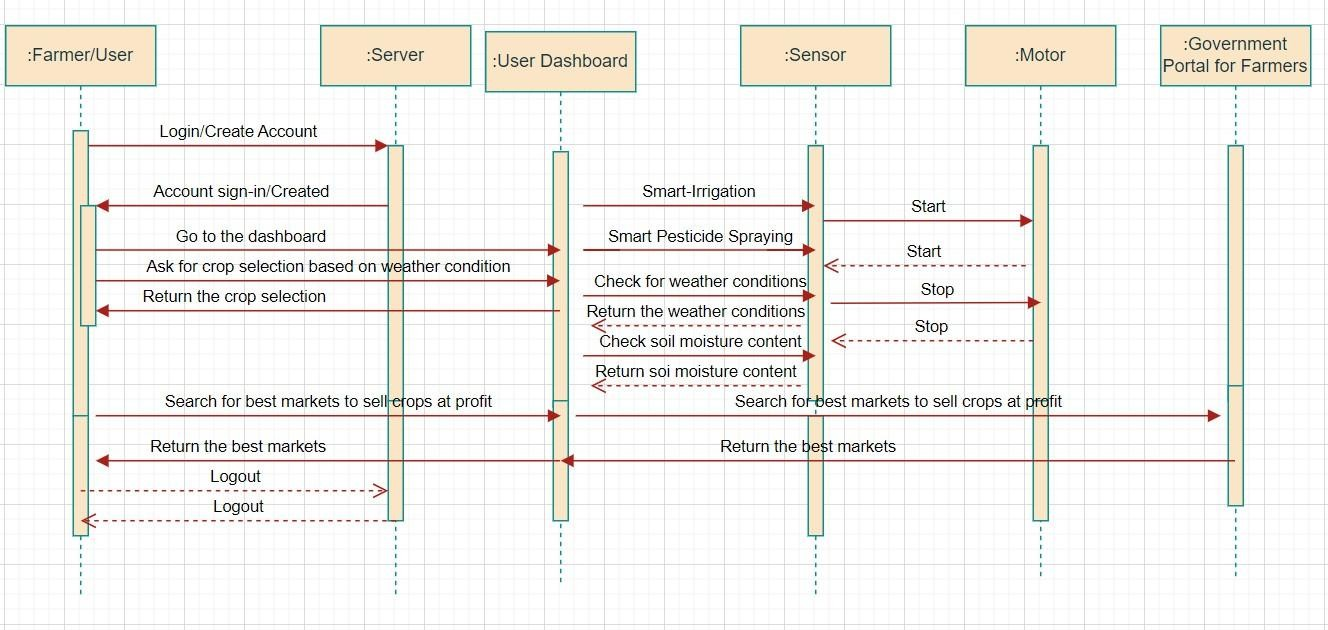 :Farmer/User
:Server
:User Dashboard
:Sensor
:Motor
:Government
Portal for Farmers
Login/Create Account
Account sign-in/Created
Smart-Irrigation
Start
Go to the dashboard
Smart Pesticide Spraying
Start
Ask for crop selection based on weather condition
Check for weather conditions
Stop
Return the crop selection
Return the weather conditions
Stop
Check soil moisture content
Return soi moisture content
Search for best markets to sell crops at profit
Search for best markets to sell crops at profit
Return the best markets
Return the best markets
Logout
Logout